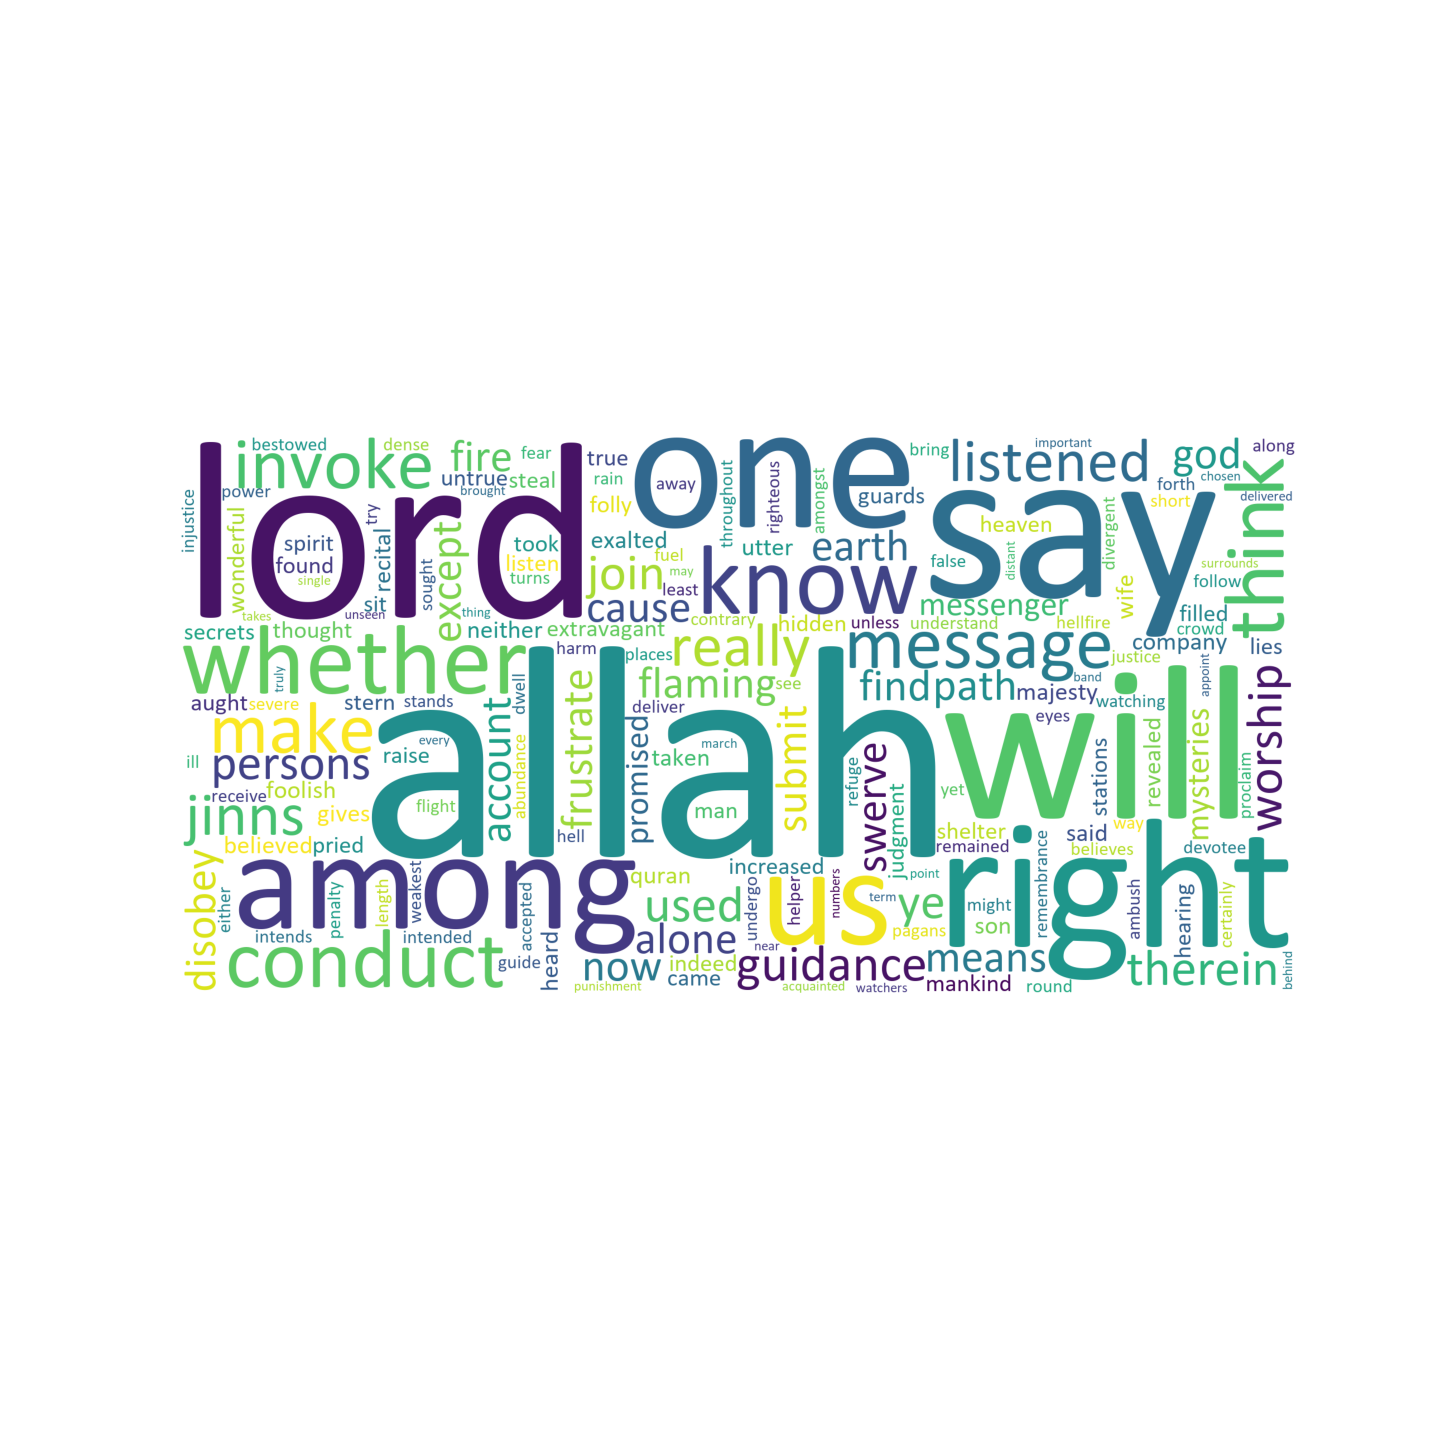 lord
one
say
allah
will
right
among
us
whether
know
message
conduct
think
make
invoke
listened
god
fire
bestowed
dense
fear
true
untrue
steal
rain
power
brought
folly
away
throughout
righteous
amongst
bring
important
along
guards
forth
chosen
short
delivered
injustice
wonderful
try
spirit
found
single
recital
except
sought
took
listen
turns
exalted
fuel
may
utter
earth
heaven
false
distant
divergent
surrounds
follow
wife
takes
unseen
sit
thing
join
least
cause
contrary
hidden
unless
messenger
understand
hellfire
filled
crowd
company
lies
secrets
thought
neither
extravagant
harm
places
really
justice
band
truly
aught
severe
stern
stands
dwell
flaming
see
findpath
majesty
watching
appoint
worship
persons
raise
every
account
abundance
frustrate
promised
deliver
taken
march
submit
eyes
ill
receive
foolish
jinns
gives
flight
hell
man
swerve
refuge
yet
stations
revealed
mysteries
proclaim
believed
pried
judgment
shelter
remained
said
way
believes
devotee
disobey
either
penalty
length
weakest
increased
quran
point
remembrance
intends
intended
accepted
used
undergo
helper
numbers
term
ye
might
son
pagans
ambush
hearing
certainly
guide
heard
alone
near
now
indeed
came
guidance
means
therein
behind
punishment
acquainted
watchers
mankind
round